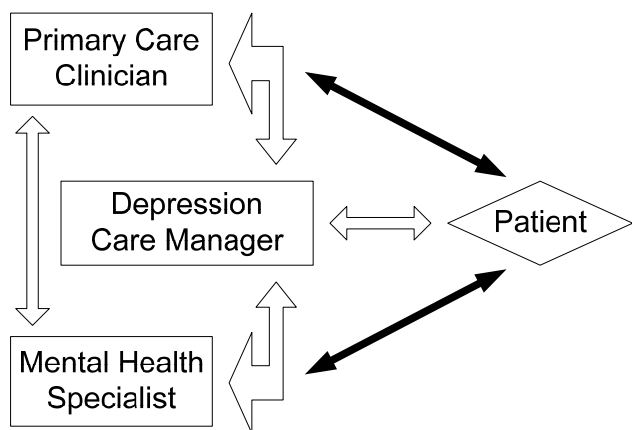 Primary Care
Clinician
Depression
Care Manager
Patient
Mental Health
Specialist